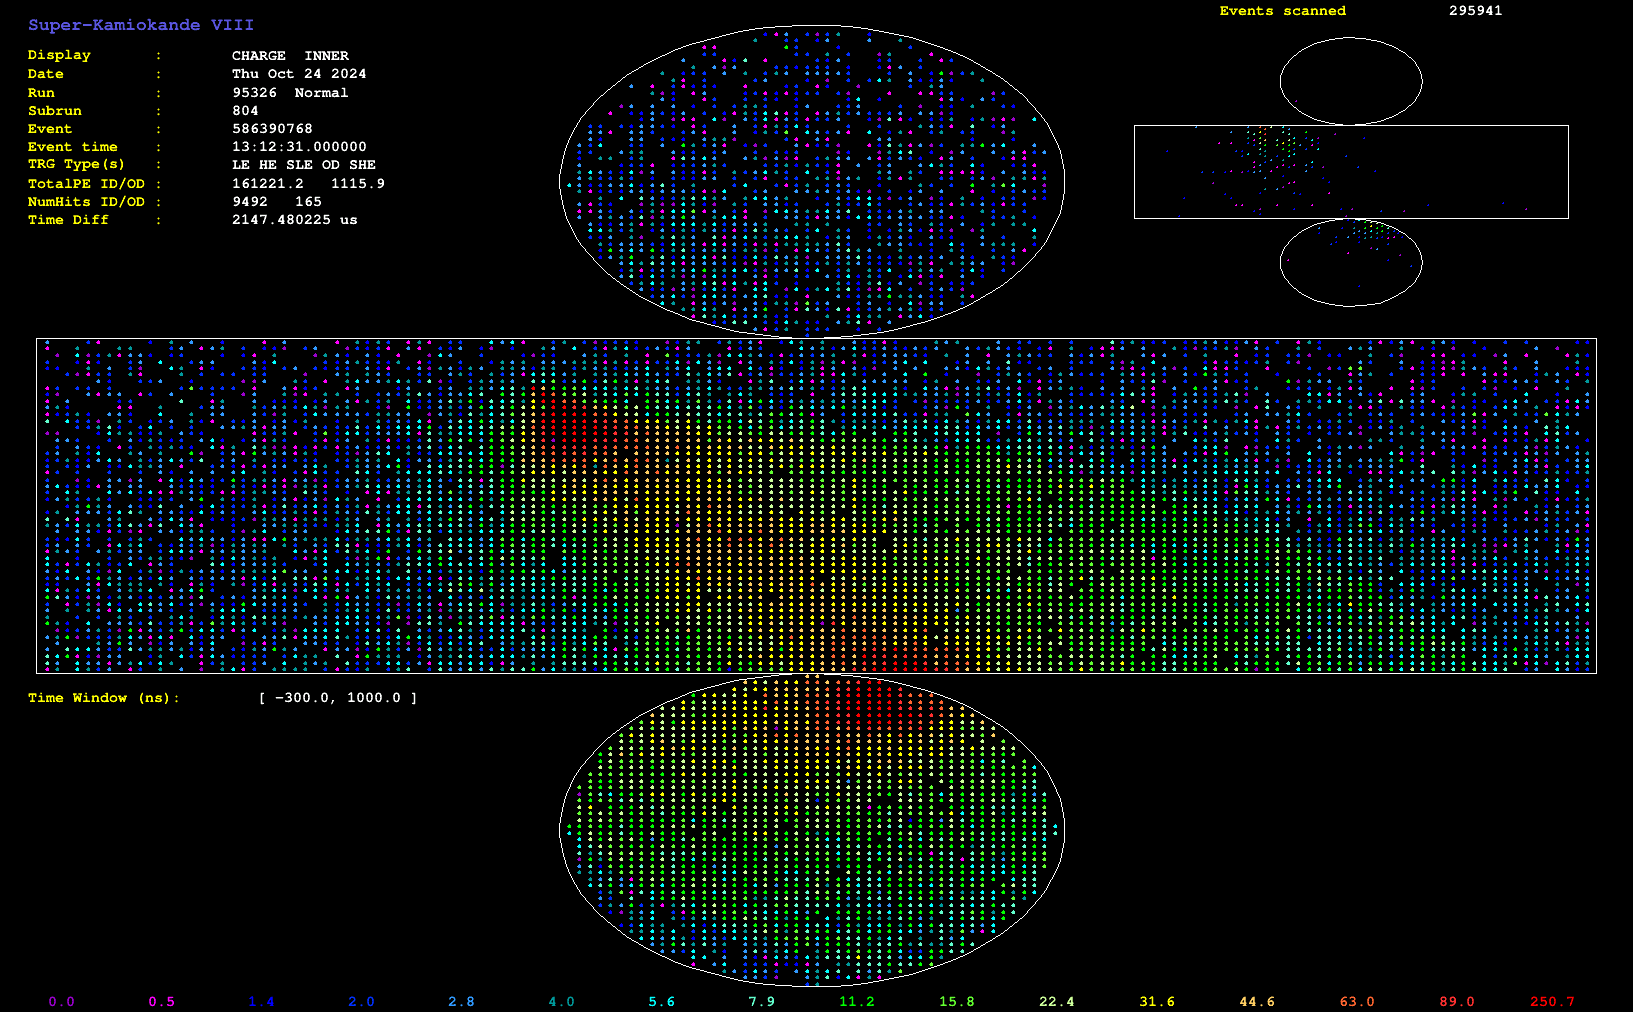 Super-Kamiokande VIII
Events scanned 295941
Display : CHARGE INNER
Date : Thu Oct 24 2024
Run : 95326 Normal
Subrun : 804
Event : 586390768
Event time : 13:12:31.000000
TRG Type(s) : LE HE SLE OD SHE
TotalPE ID/OD : 161221.2 1115.9
NumHits ID/OD : 9492 165
Time Diff : 2147.480225 us
Time Window (ns): [ −300.0, 1000.0 ]
0.0 0.5 1.4 2.0 2.8 4.0 5.6 7.9 11.2 15.8 22.4 31.6 44.6 63.0 89.0 250.7